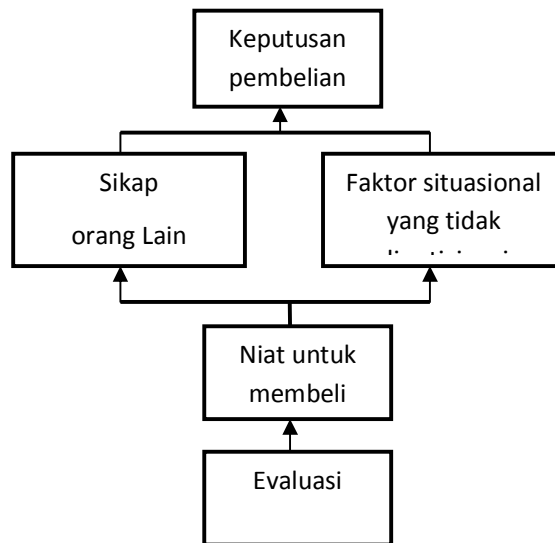 Keputusan
pembelian
Sikap
orang Lain
Faktor situasional
yang tidak
Niat untuk
membeli
Evaluasi